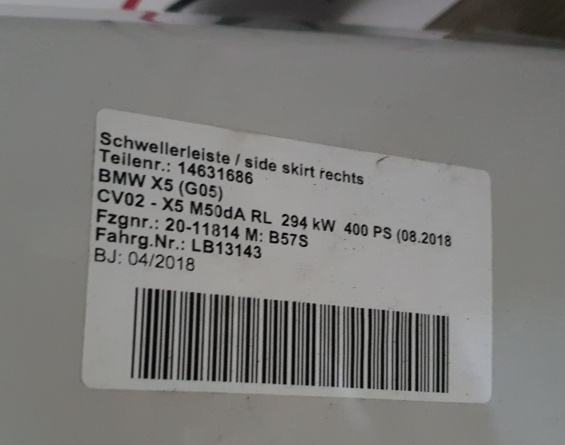 Schwellerleiste / side skirt rechts
Teilenr.: 14631686
BMW X5 (G05)
CV02 - X5 M50dA RL 294 kW 400 PS (08.2018
Fzgnr.: 20-11814 M: B57S
Fahrg.Nr.: LB13143
BJ: 04/2018